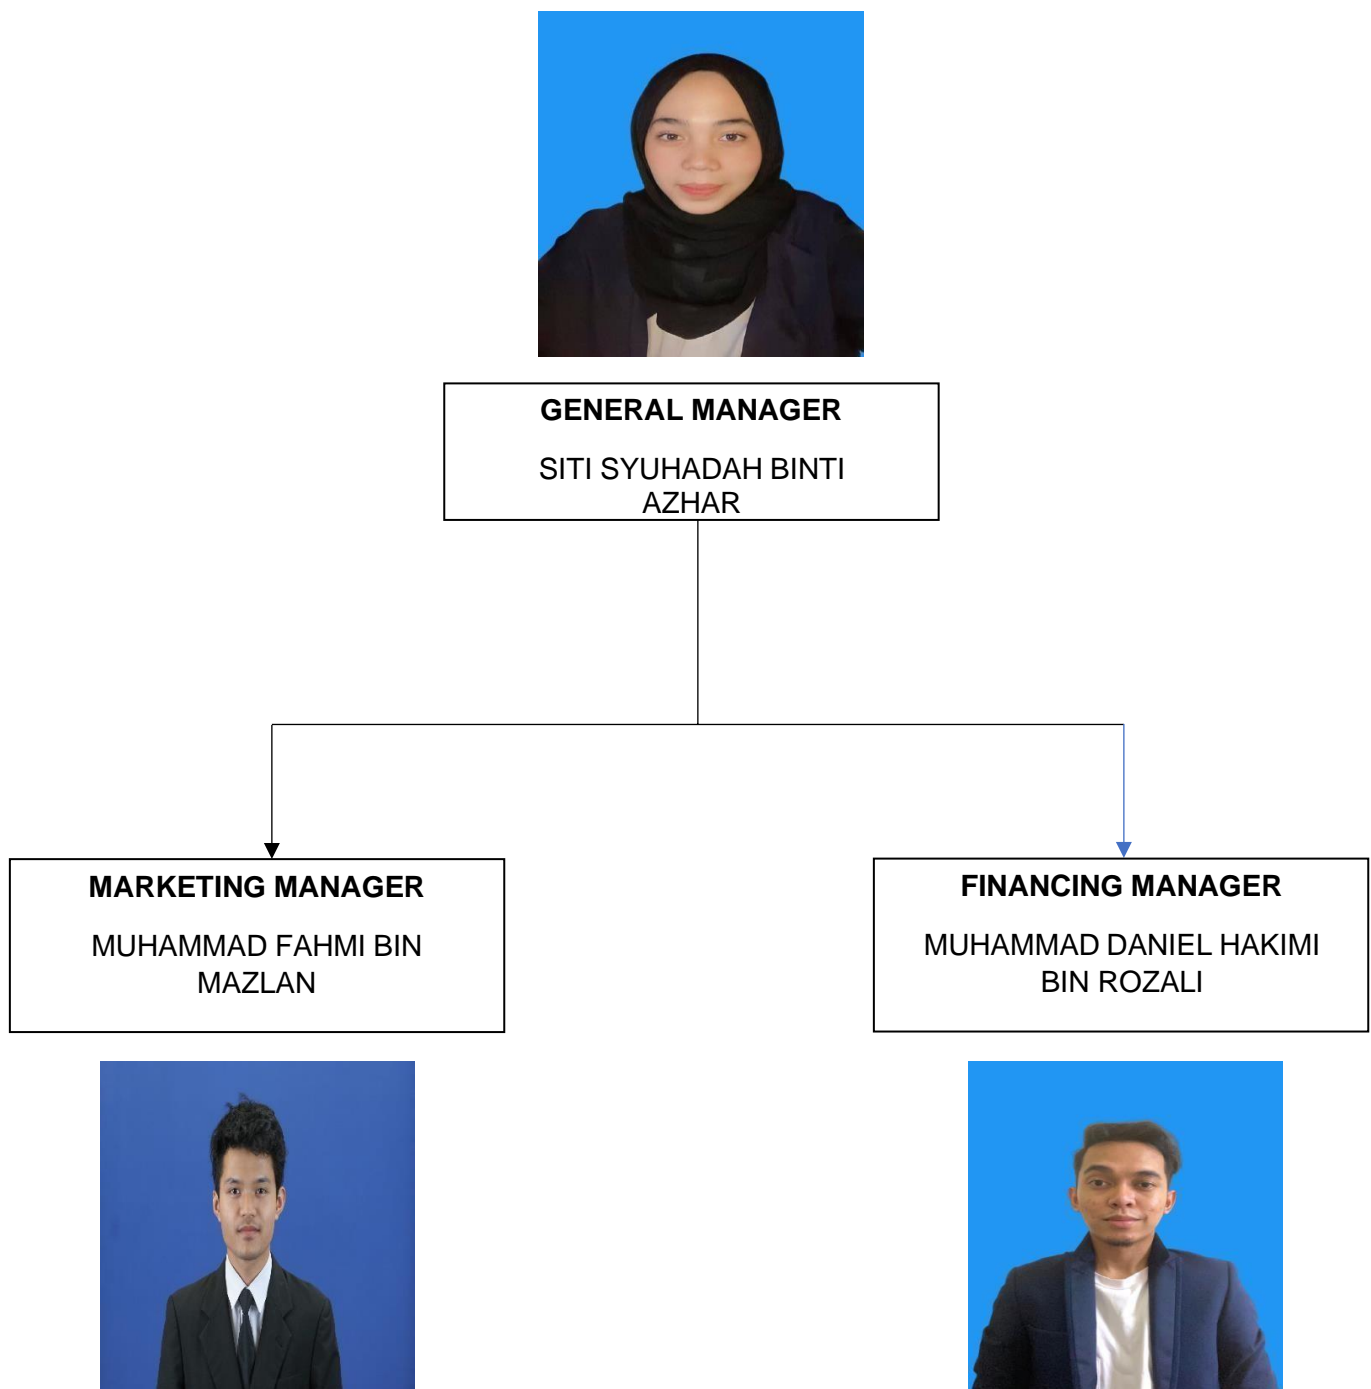 GENERAL MANAGER
SITI SYUHADAH BINTI
AZHAR
MARKETING MANAGER
MUHAMMAD FAHMI BIN
MAZLAN
FINANCING MANAGER
MUHAMMAD DANIEL HAKIMI
BIN ROZALI